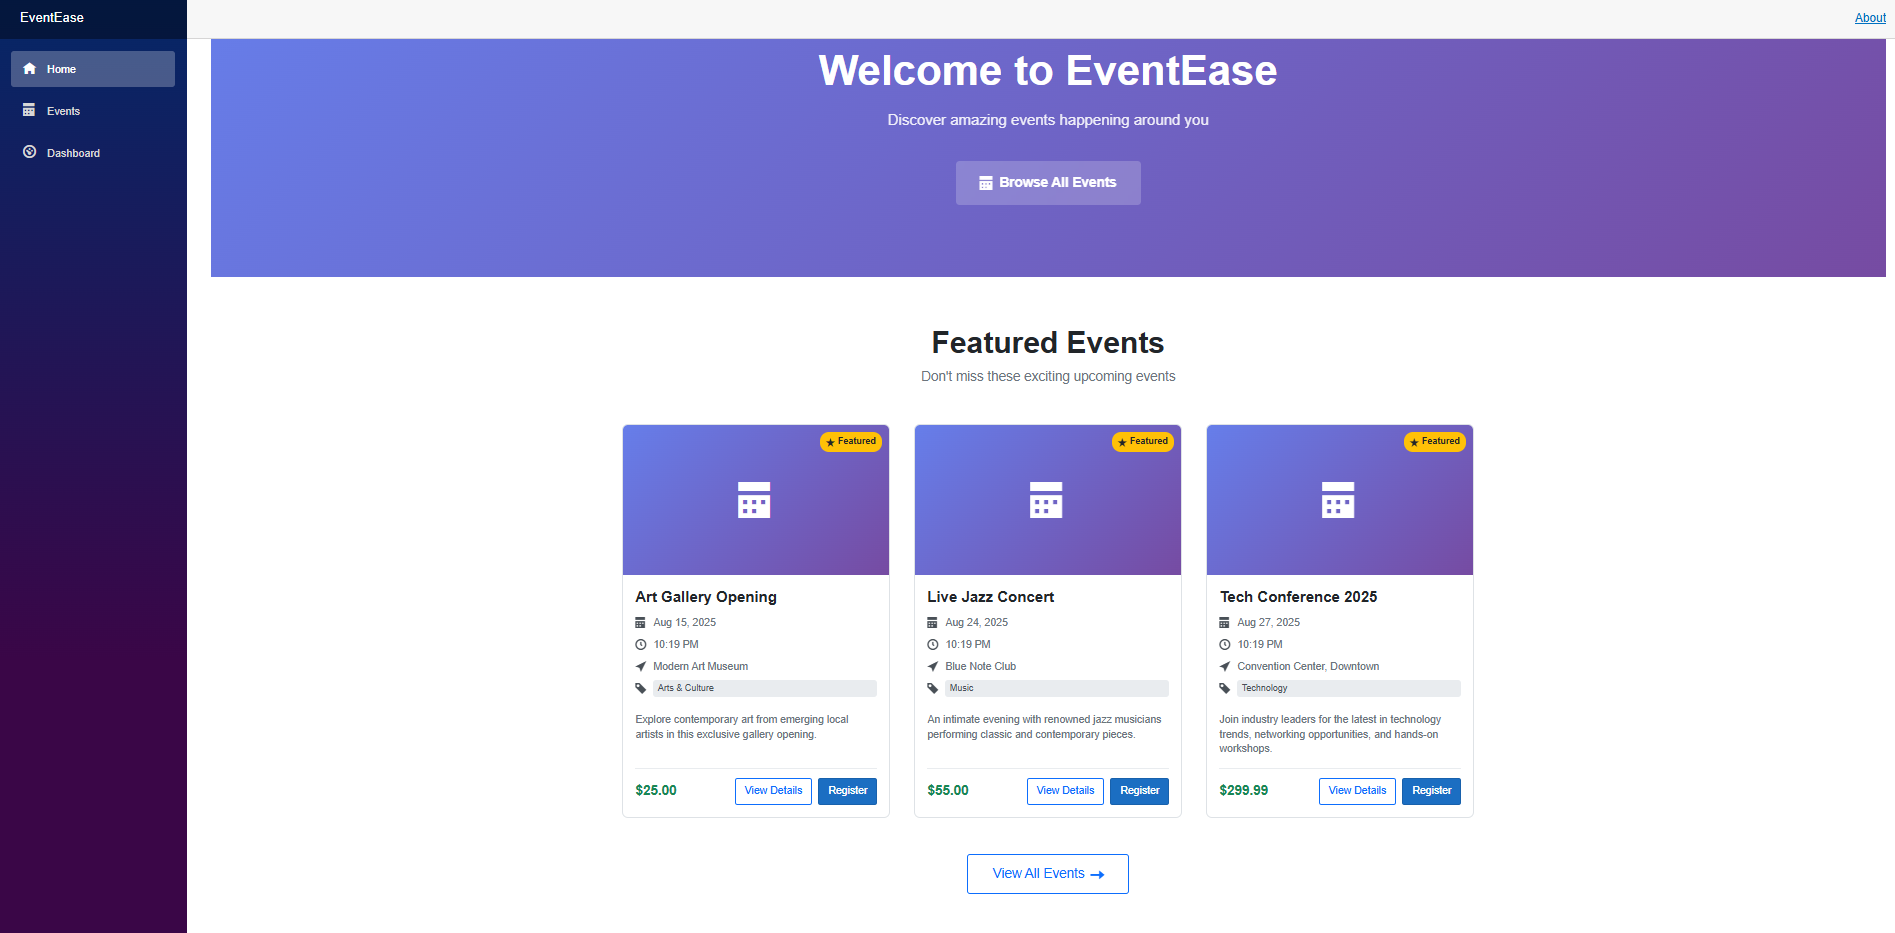 EventEase
About
Home
Events
Dashboard
Welcome to EventEase
Discover amazing events happening around you
Browse All Events
Featured Events
Don't miss these exciting upcoming events
Featured
Art Gallery Opening
Aug 15, 2025
10:19 PM
Modern Art Museum
Arts & Culture
Explore contemporary art from emerging local
artists in this exclusive gallery opening.
$25.00
View Details
Register
Featured
Live Jazz Concert
Aug 24, 2025
10:19 PM
Blue Note Club
Music
An intimate evening with renowned jazz musicians
performing classic and contemporary pieces.
$55.00
View Details
Register
Featured
Tech Conference 2025
Aug 27, 2025
10:19 PM
Convention Center, Downtown
Technology
Join industry leaders for the latest in technology
trends, networking opportunities, and hands-on
workshops.
$299.99
View Details
Register
View All Events